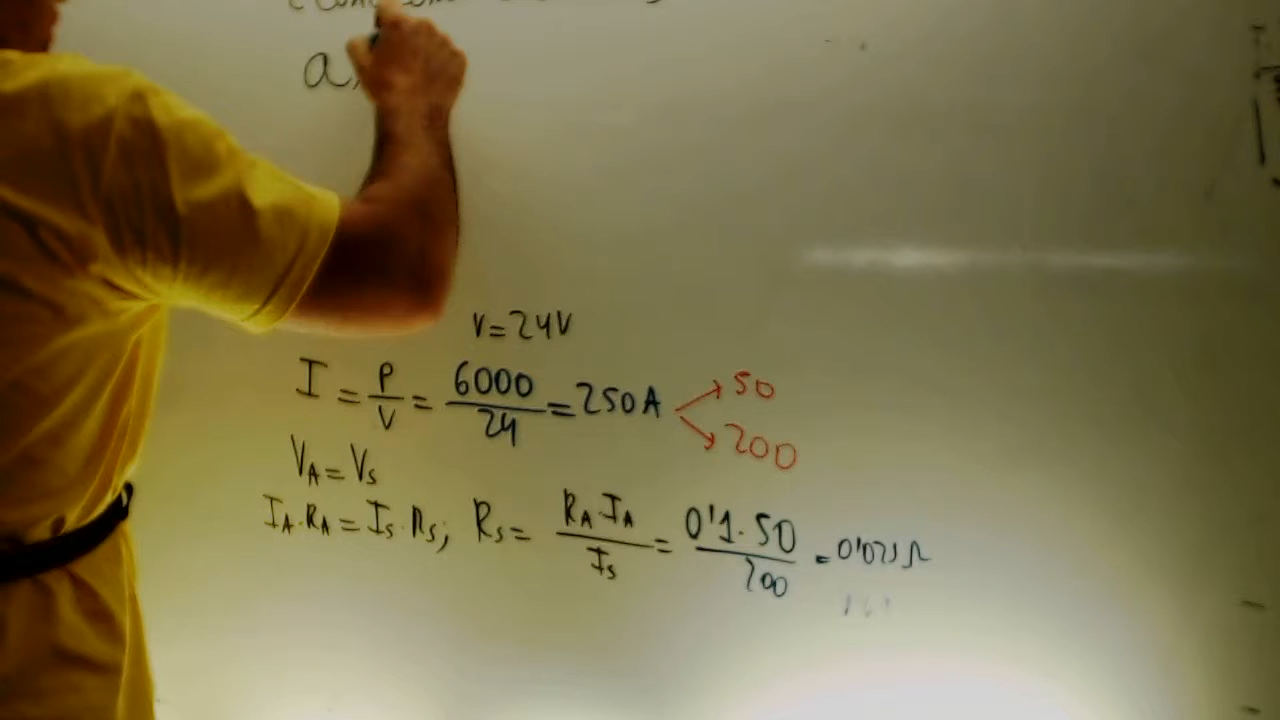 a)
V=24V
I = P/V = 6000/24 = 250A → 50 → 200
V_A = V_S
I_A·R_A = I_S·R_S; R_S = R_A·I_A/I_S = 0'1·50/200 = 0'025Ω